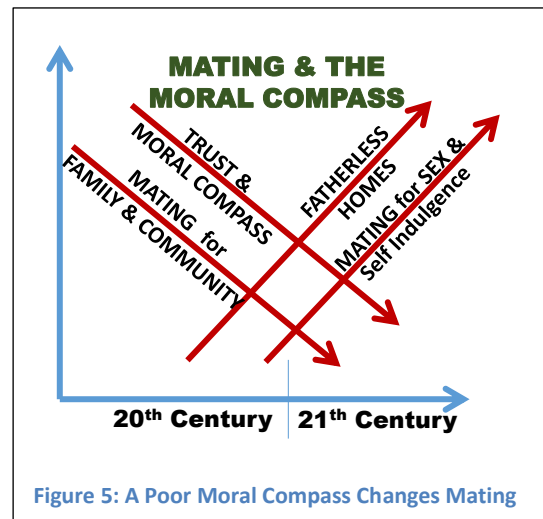 MATING & THE
MORAL COMPASS
TRUST &
MORAL COMPASS
MATING for
FAMILY & COMMUNITY
FATHERLESS
HOMES
MATING for SEX &
Self Indulgence
20th Century
21th Century
Figure 5: A Poor Moral Compass Changes Mating